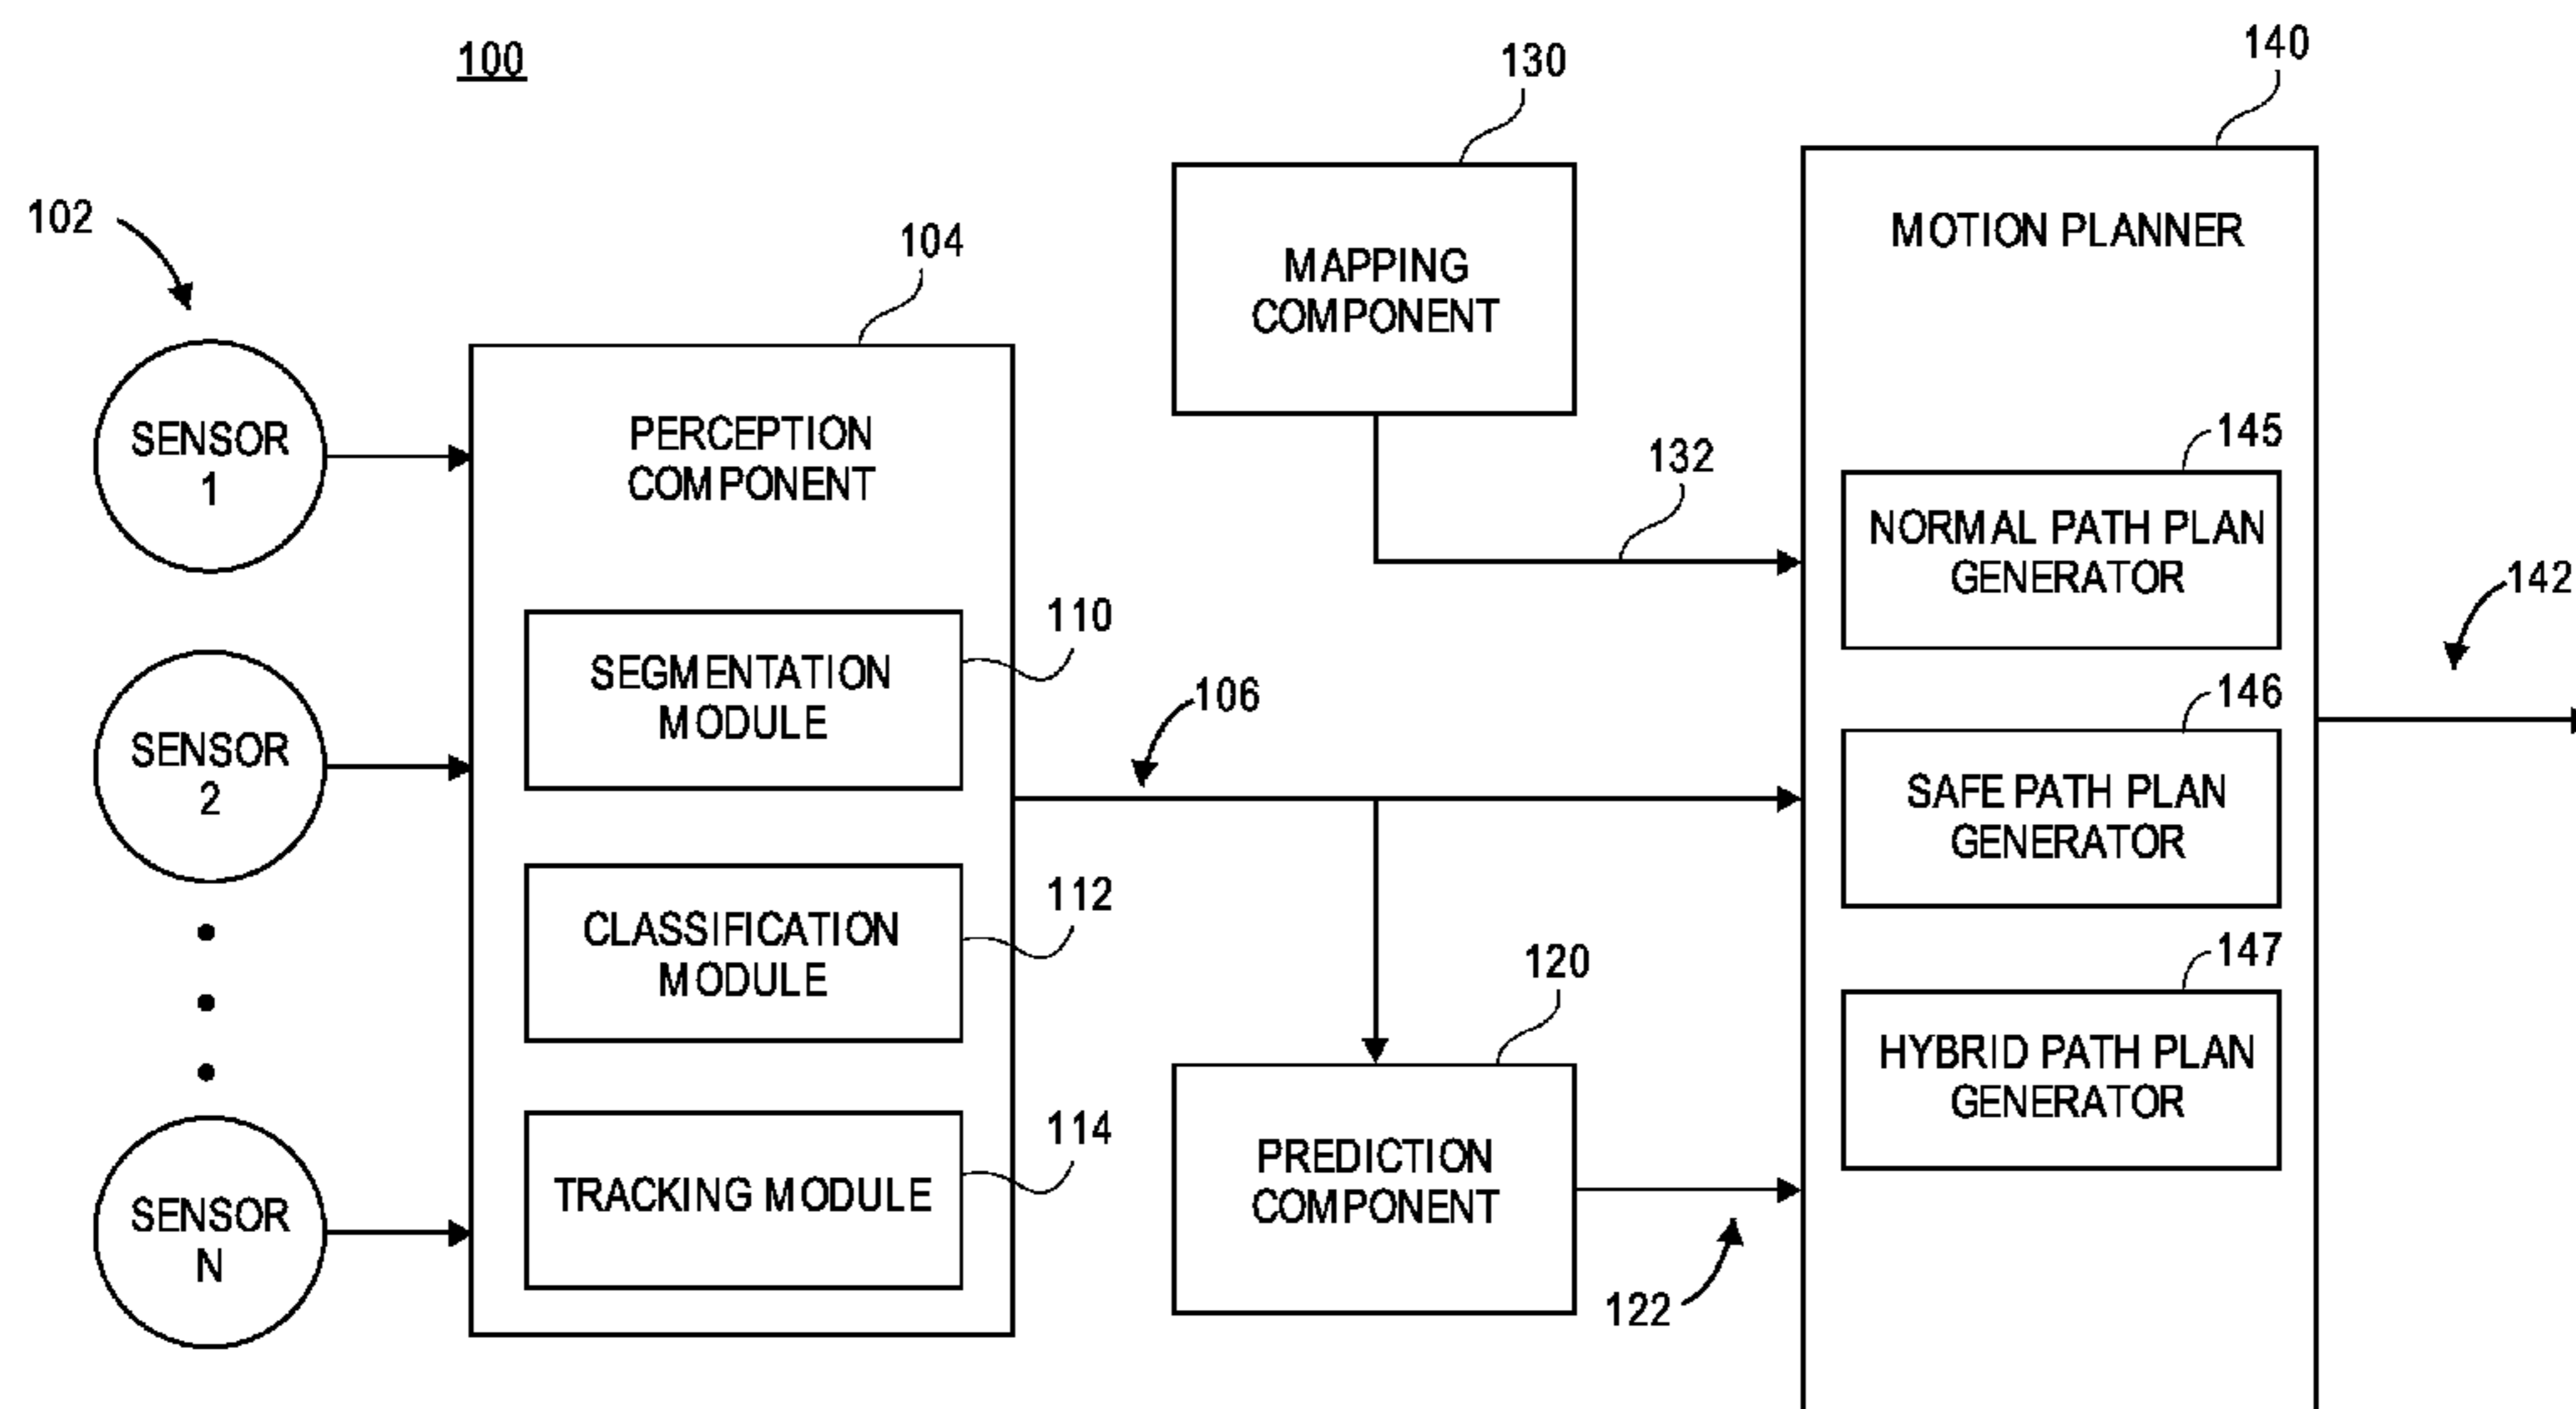 100
102
SENSOR
1
SENSOR
2
SENSOR
N
104
PERCEPTION
COMPONENT
110
SEGMENTATION
MODULE
112
CLASSIFICATION
MODULE
114
TRACKING MODULE
106
130
MAPPING
COMPONENT
132
120
PREDICTION
COMPONENT
122
140
MOTION PLANNER
145
NORMAL PATH PLAN
GENERATOR
146
SAFE PATH PLAN
GENERATOR
147
HYBRID PATH PLAN
GENERATOR
142